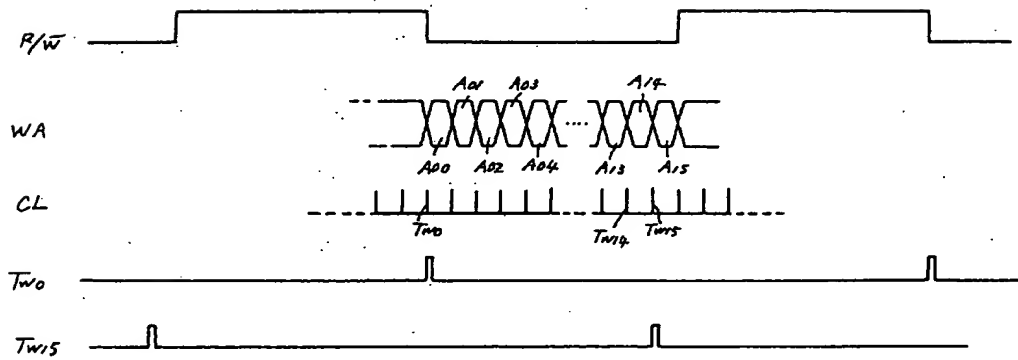 R/W̅
A01 A03 A14
WA
A00 A02 A04 A13 A15
CL
Tw0 Tw14 Tw15
Tw0
Tw15